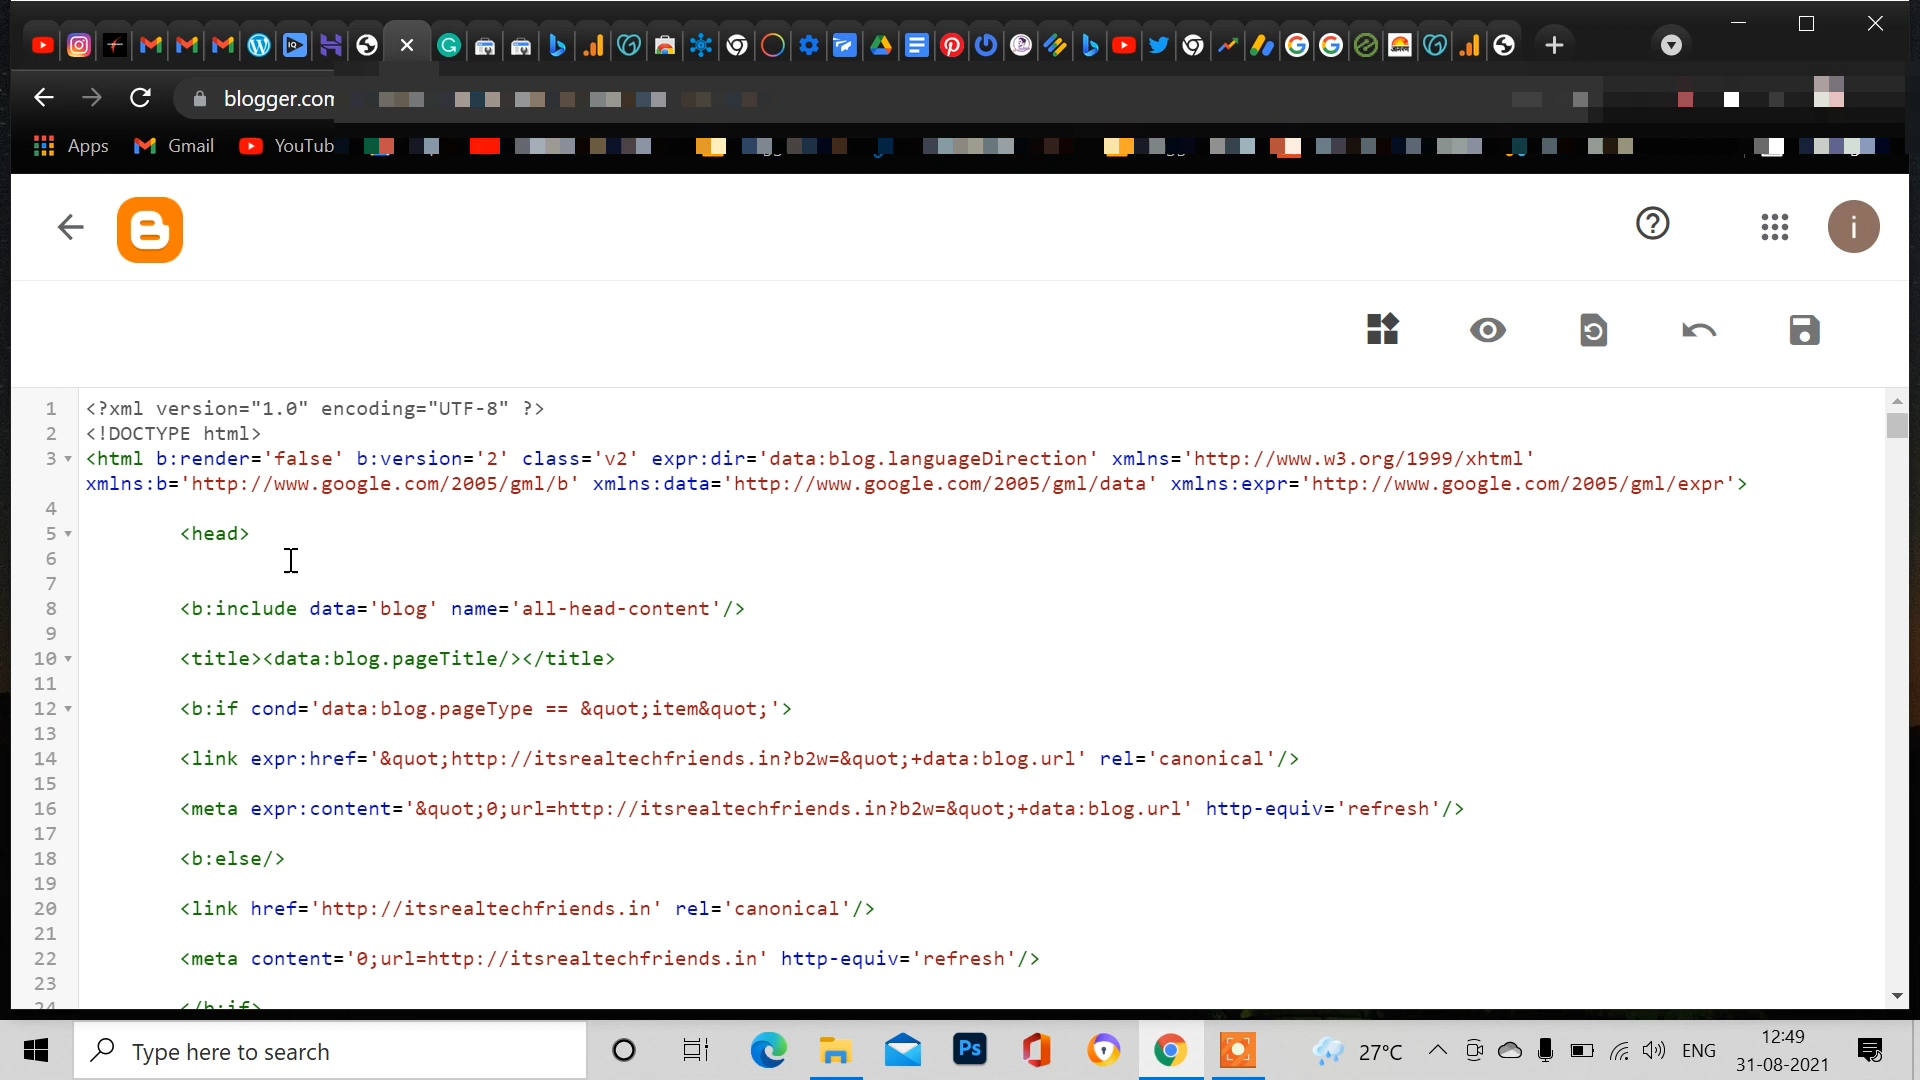 blogger.com
Apps
Gmail
YouTub
i
1 <?xml version="1.0" encoding="UTF-8" ?>
2 <!DOCTYPE html>
3 <html b:render='false' b:version='2' class='v2' expr:dir='data:blog.languageDirection' xmlns='http://www.w3.org/1999/xhtml'
xmlns:b='http://www.google.com/2005/gml/b' xmlns:data='http://www.google.com/2005/gml/data' xmlns:expr='http://www.google.com/2005/gml/expr'>
4
5 <head>
6
7
8 <b:include data='blog' name='all-head-content'/>
9
10 <title><data:blog.pageTitle/></title>
11
12 <b:if cond='data:blog.pageType == &quot;item&quot;'>
13
14 <link expr:href='&quot;http://itsrealtechfriends.in?b2w=&quot;+data:blog.url' rel='canonical'/>
15
16 <meta expr:content='&quot;0;url=http://itsrealtechfriends.in?b2w=&quot;+data:blog.url' http-equiv='refresh'/>
17
18 <b:else/>
19
20 <link href='http://itsrealtechfriends.in' rel='canonical'/>
21
22 <meta content='0;url=http://itsrealtechfriends.in' http-equiv='refresh'/>
23
24 </b:if>
Type here to search
Ps
27°C
ENG
12:49
31-08-2021